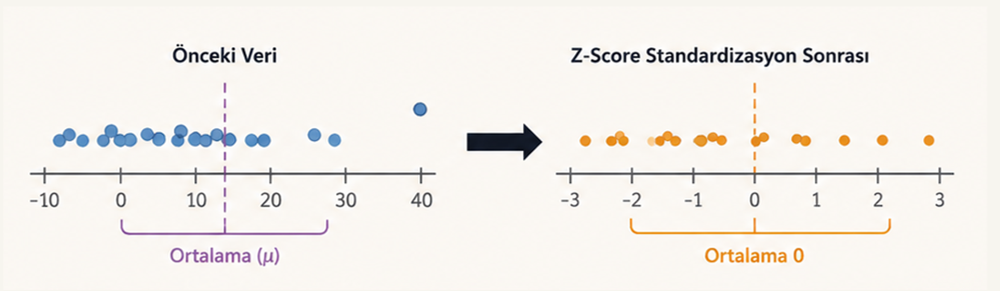 Önceki Veri
-10 0 10 20 30 40
Ortalama (μ)
Z-Score Standardizasyon Sonrası
-3 -2 -1 0 1 2 3
Ortalama 0